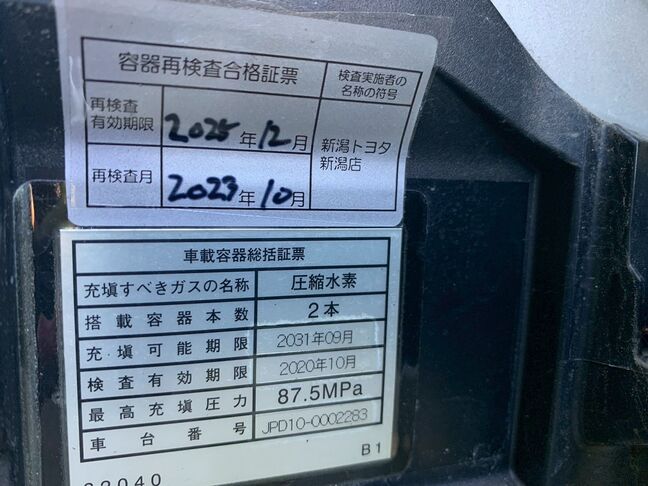 容器再検査合格証票
検査実施者の
名称の符号
再検査
有効期限
2025年12月
新潟トヨタ
新潟店
再検査月
2023年10月
車載容器総括証票
充塡すべきガスの名称 圧縮水素
搭載容器本数 2本
充塡可能期限 2031年09月
検査有効期限 2020年10月
最高充塡圧力 87.5MPa
車台番号 JPD10-0002283
B1